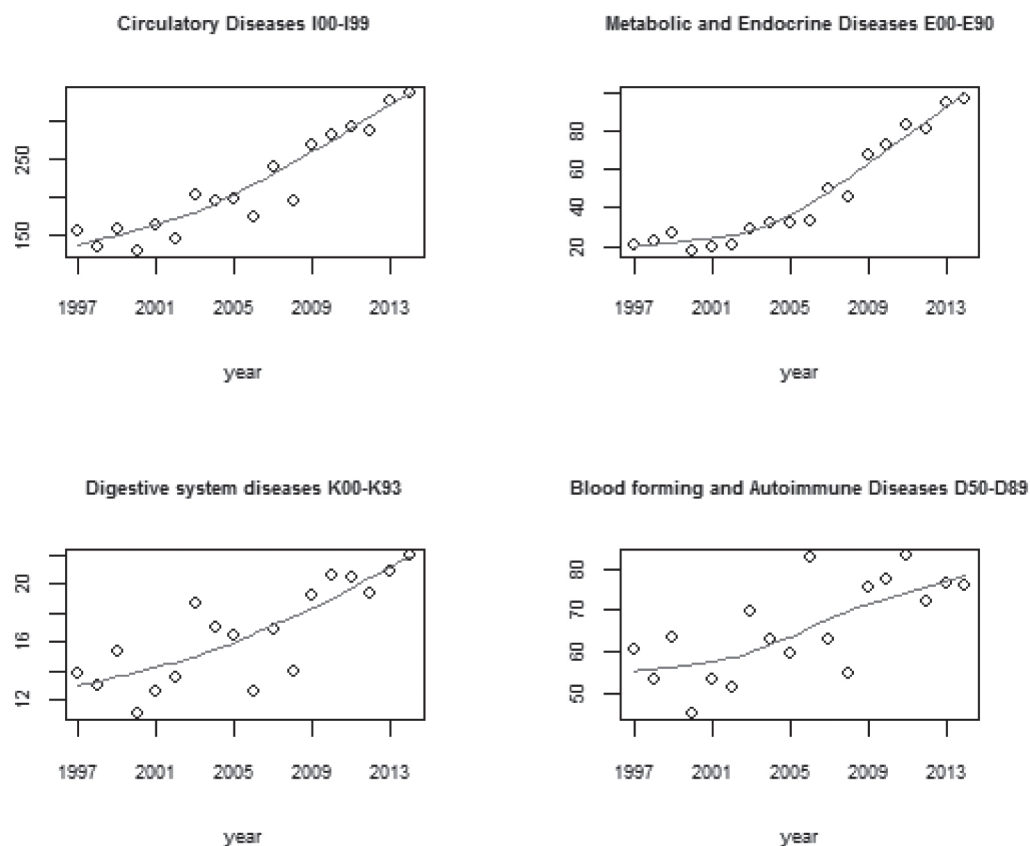 Circulatory Diseases I00-I99
250
150
1997 2001 2005 2009 2013
year
Metabolic and Endocrine Diseases E00-E90
80
60
40
20
1997 2001 2005 2009 2013
year
Digestive system diseases K00-K93
20
16
12
1997 2001 2005 2009 2013
year
Blood forming and Autoimmune Diseases D50-D89
80
70
60
50
1997 2001 2005 2009 2013
year